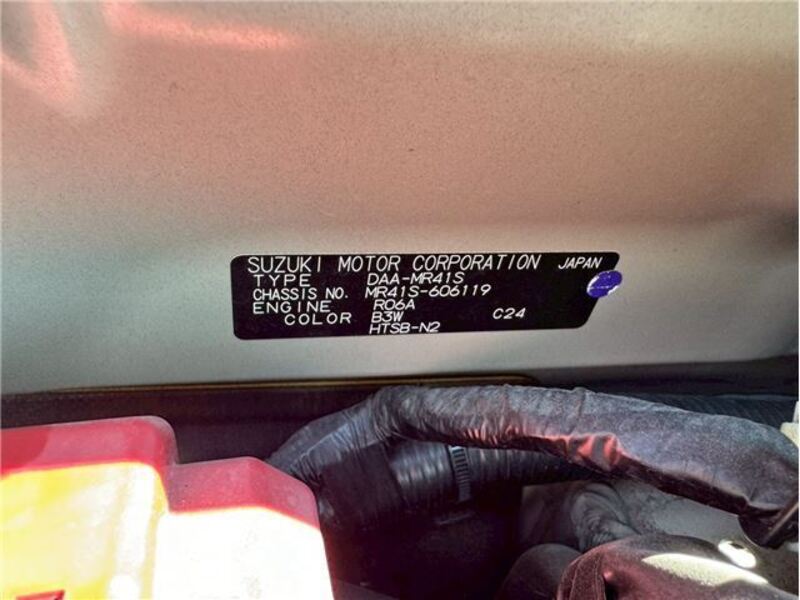 SUZUKI MOTOR CORPORATION JAPAN
TYPE DAA-MR41S
CHASSIS NO. MR41S-606119
ENGINE R06A
COLOR B3W C24
HTSB-N2